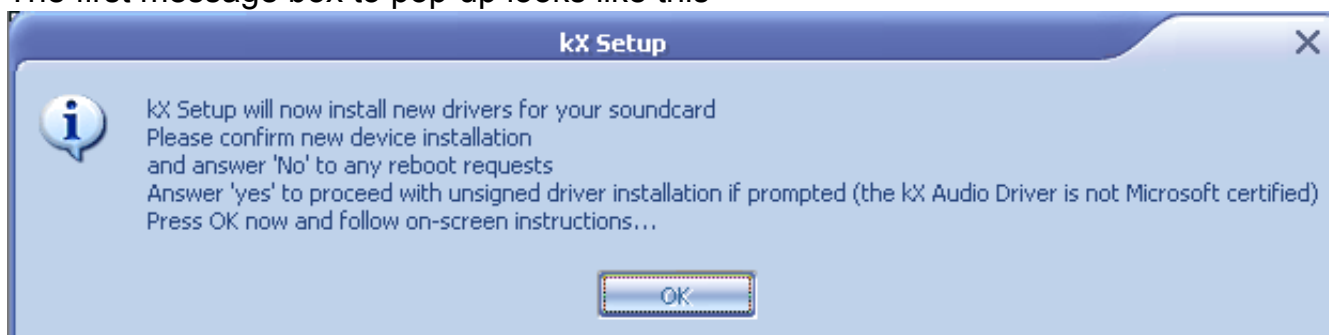 The first message box to pop up looks like this
kX Setup
kX Setup will now install new drivers for your soundcard
Please confirm new device installation
and answer 'No' to any reboot requests
Answer 'yes' to proceed with unsigned driver installation if prompted (the kX Audio Driver is not Microsoft certified)
Press OK now and follow on-screen instructions...
OK